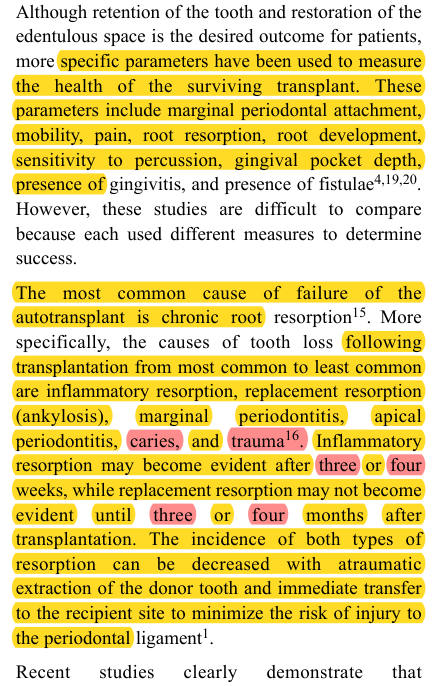 Although retention of the tooth and restoration of the
edentulous space is the desired outcome for patients,
more specific parameters have been used to measure
the health of the surviving transplant. These
parameters include marginal periodontal attachment,
mobility, pain, root resorption, root development,
sensitivity to percussion, gingival pocket depth,
presence of gingivitis, and presence of fistulae4,19,20.
However, these studies are difficult to compare
because each used different measures to determine
success.
The most common cause of failure of the
autotransplant is chronic root resorption15. More
specifically, the causes of tooth loss following
transplantation from most common to least common
are inflammatory resorption, replacement resorption
(ankylosis), marginal periodontitis, apical
periodontitis, caries, and trauma16. Inflammatory
resorption may become evident after three or four
weeks, while replacement resorption may not become
evident until three or four months after
transplantation. The incidence of both types of
resorption can be decreased with atraumatic
extraction of the donor tooth and immediate transfer
to the recipient site to minimize the risk of injury to
the periodontal ligament1.
Recent studies clearly demonstrate that